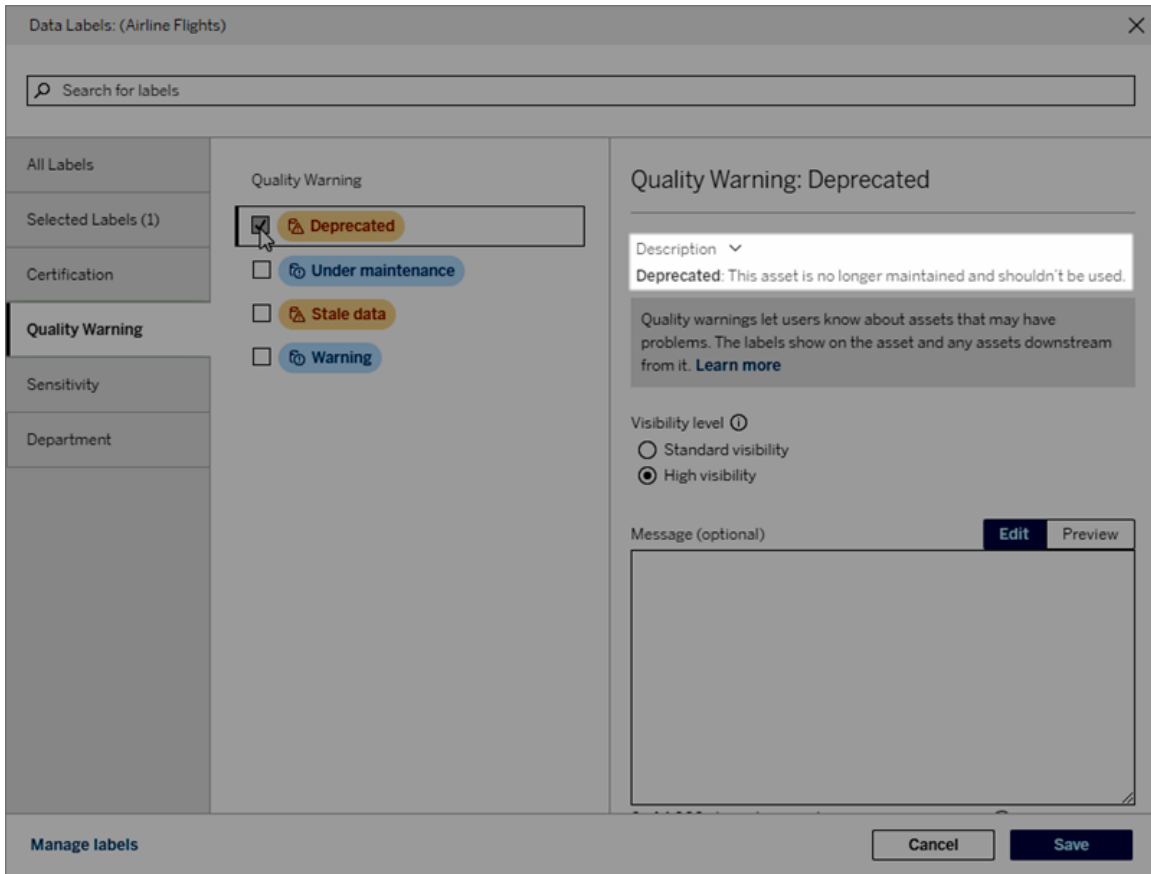 Data Labels: (Airline Flights)
Search for labels
All Labels
Selected Labels (1)
Certification
Quality Warning
Sensitivity
Department
Quality Warning
Deprecated
Under maintenance
Stale data
Warning
Quality Warning: Deprecated
Description
Deprecated: This asset is no longer maintained and shouldn't be used.
Quality warnings let users know about assets that may have
problems. The labels show on the asset and any assets downstream
from it. Learn more
Visibility level
Standard visibility
High visibility
Message (optional)
Edit
Preview
Manage labels
Cancel
Save